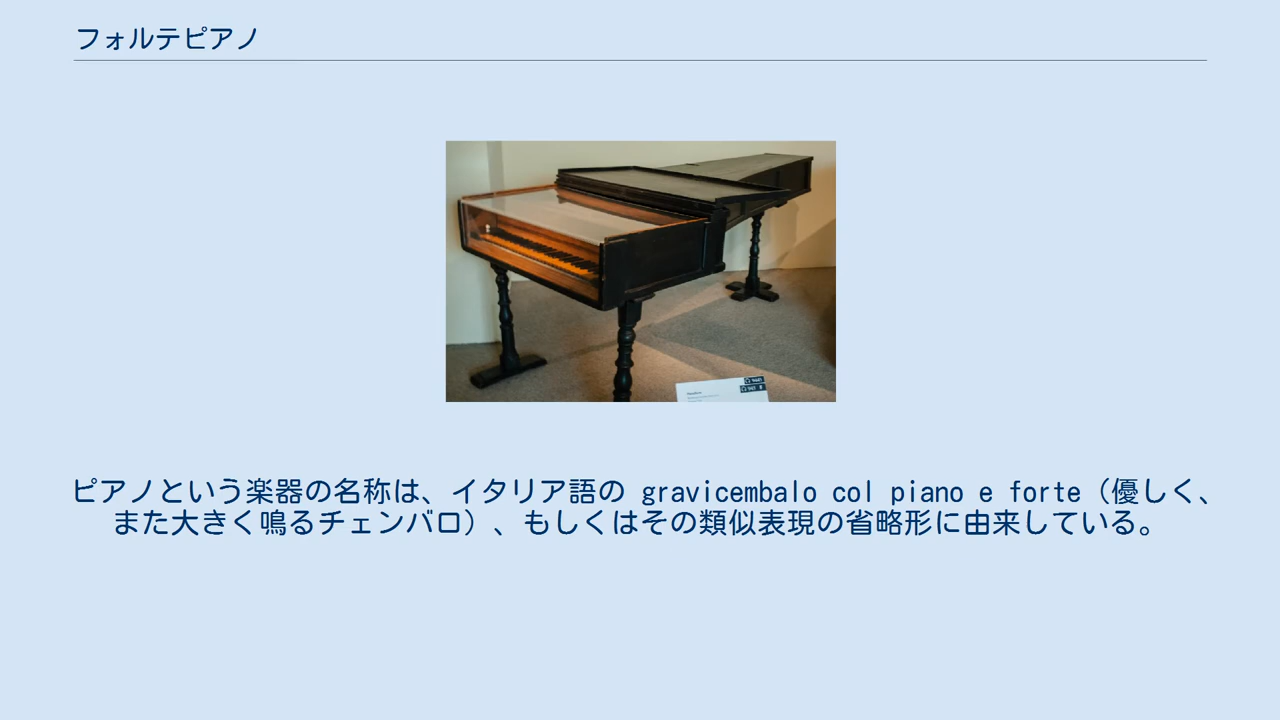 フォルテピアノ
ピアノという楽器の名称は、イタリア語の gravicembalo col piano e forte（優しく、
また大きく鳴るチェンバロ）、もしくはその類似表現の省略形に由来している。